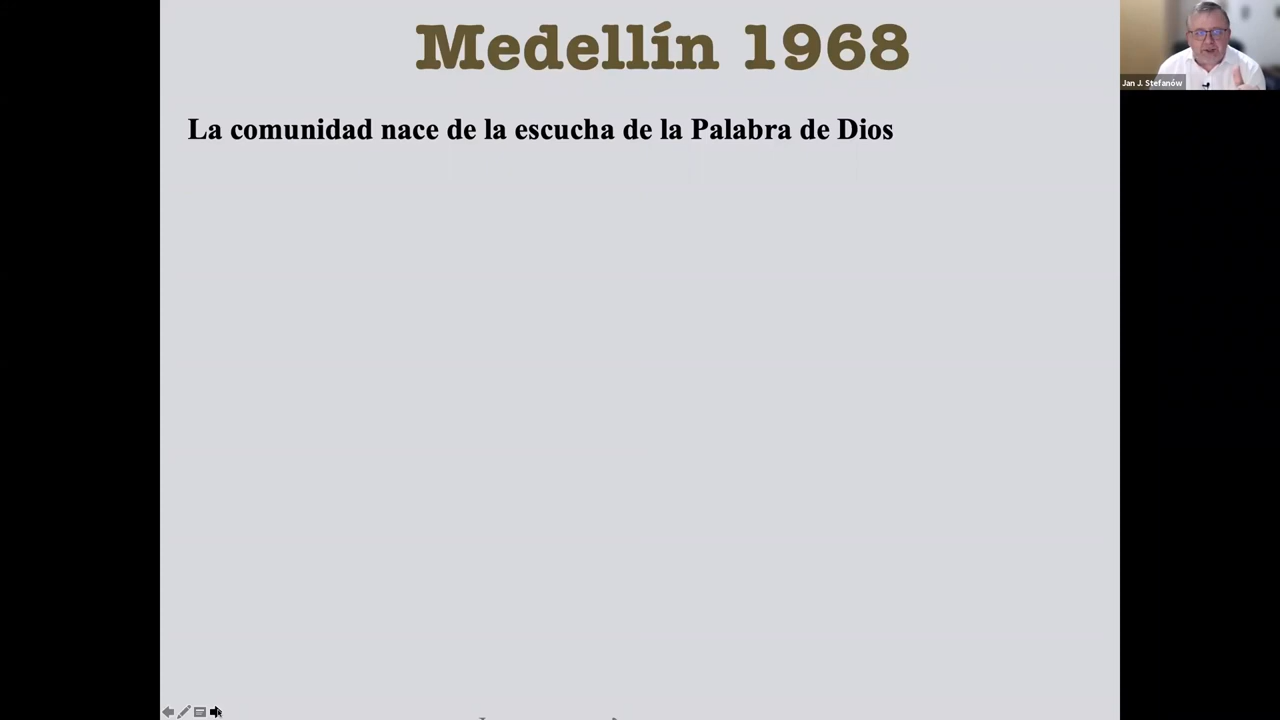 Medellín 1968
Jan J. Stefanów
La comunidad nace de la escucha de la Palabra de Dios